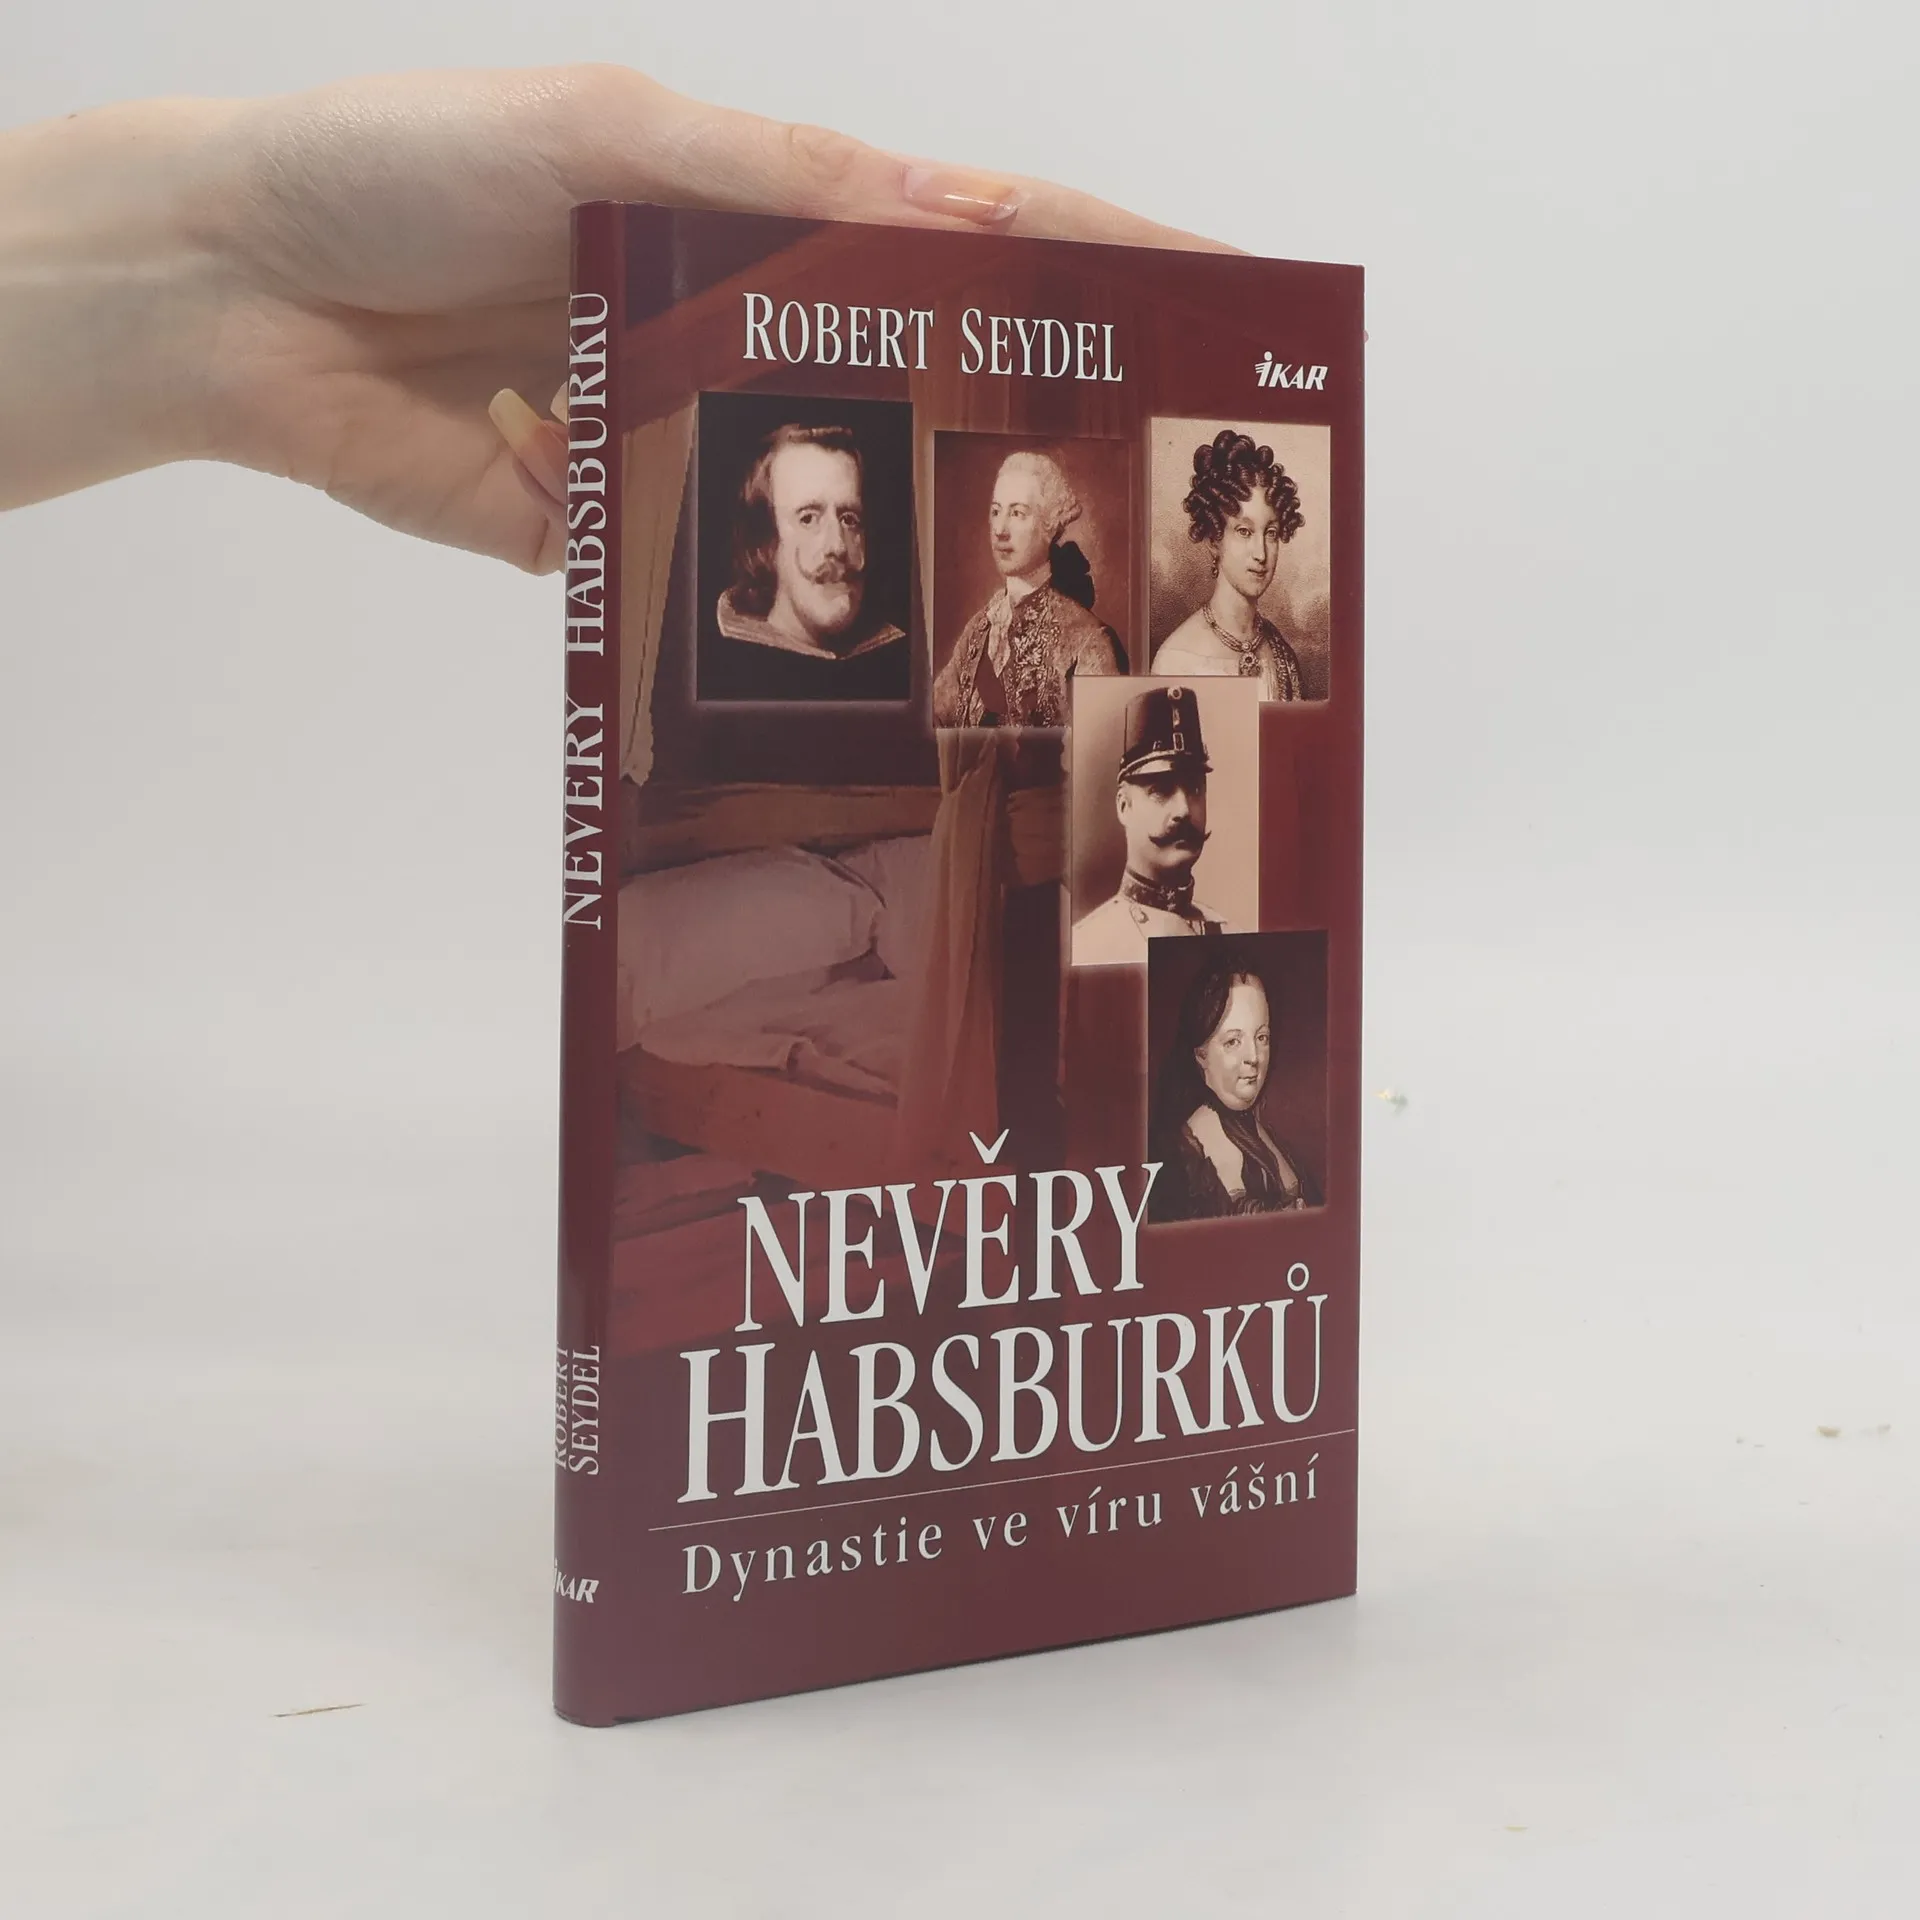 ROBERT SEYDEL
iKAR
NEVĚRY
HABSBURKŮ
Dynastie ve víru vášní
NEVĚRY HABSBURKŮ
ROBERT
SEYDEL
iKAR